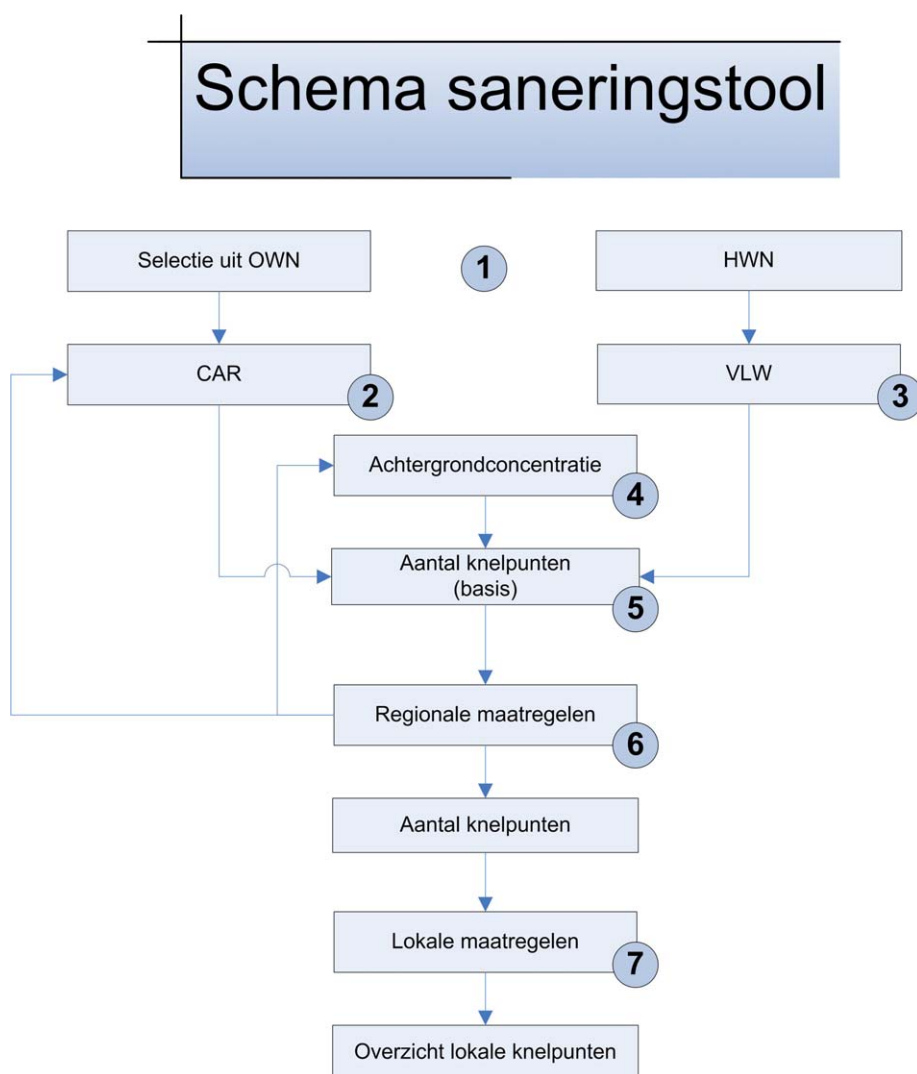 Schema saneringstool
Selectie uit OWN
1
HWN
CAR
2
VLW
3
Achtergrondconcentratie
4
Aantal knelpunten
(basis)
5
Regionale maatregelen
6
Aantal knelpunten
Lokale maatregelen
7
Overzicht lokale knelpunten